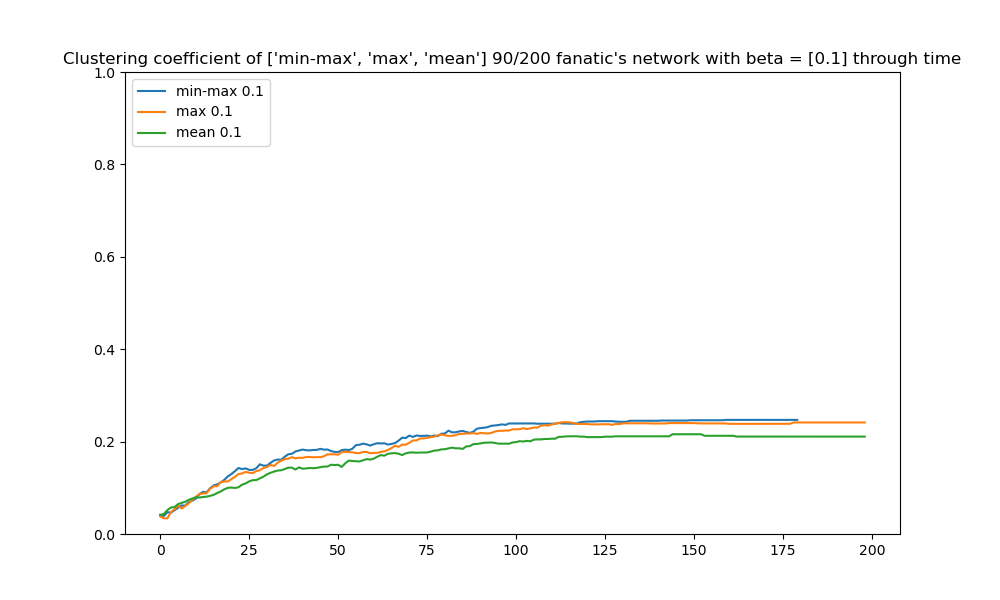 Clustering coefficient of ['min-max', 'max', 'mean'] 90/200 fanatic's network with beta = [0.1] through time
1.0
min-max 0.1
max 0.1
mean 0.1
0.8
0.6
0.4
0.2
0.0
0 25 50 75 100 125 150 175 200